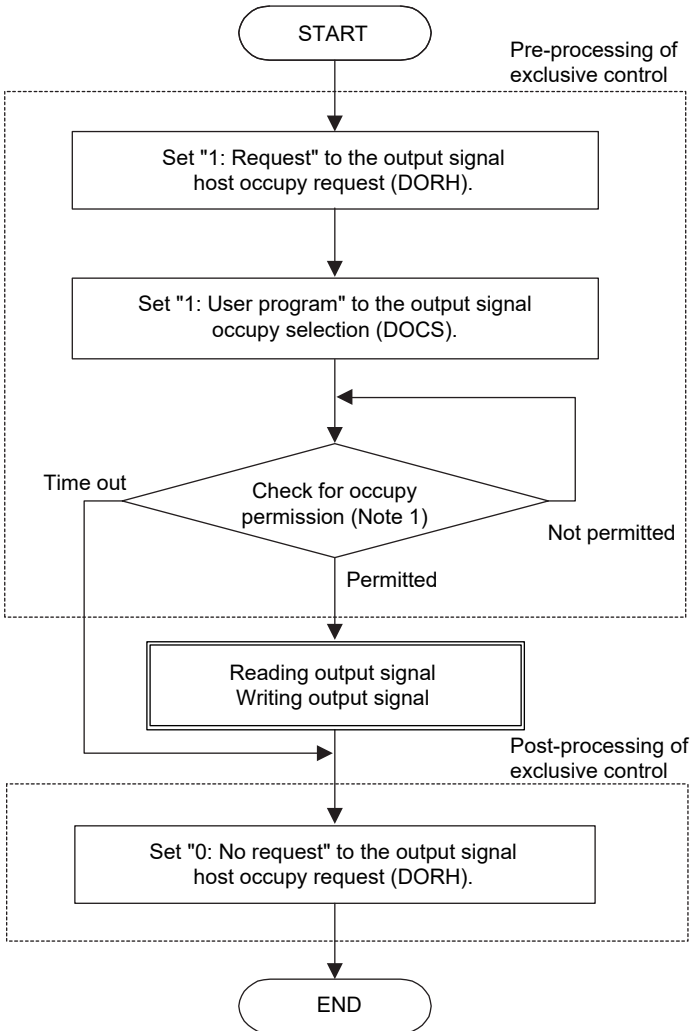 START
Pre-processing of
exclusive control
Set "1: Request" to the output signal
host occupy request (DORH).
Set "1: User program" to the output signal
occupy selection (DOCS).
Time out
Check for occupy
permission (Note 1)
Not permitted
Permitted
Reading output signal
Writing output signal
Post-processing of
exclusive control
Set "0: No request" to the output signal
host occupy request (DORH).
END